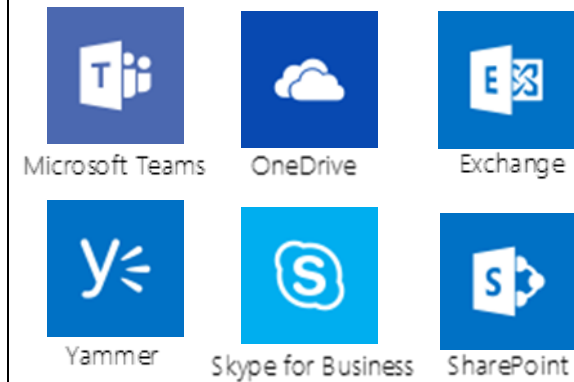 T
E
Microsoft Teams
OneDrive
Exchange
y
S
S
Yammer
Skype for Business
SharePoint